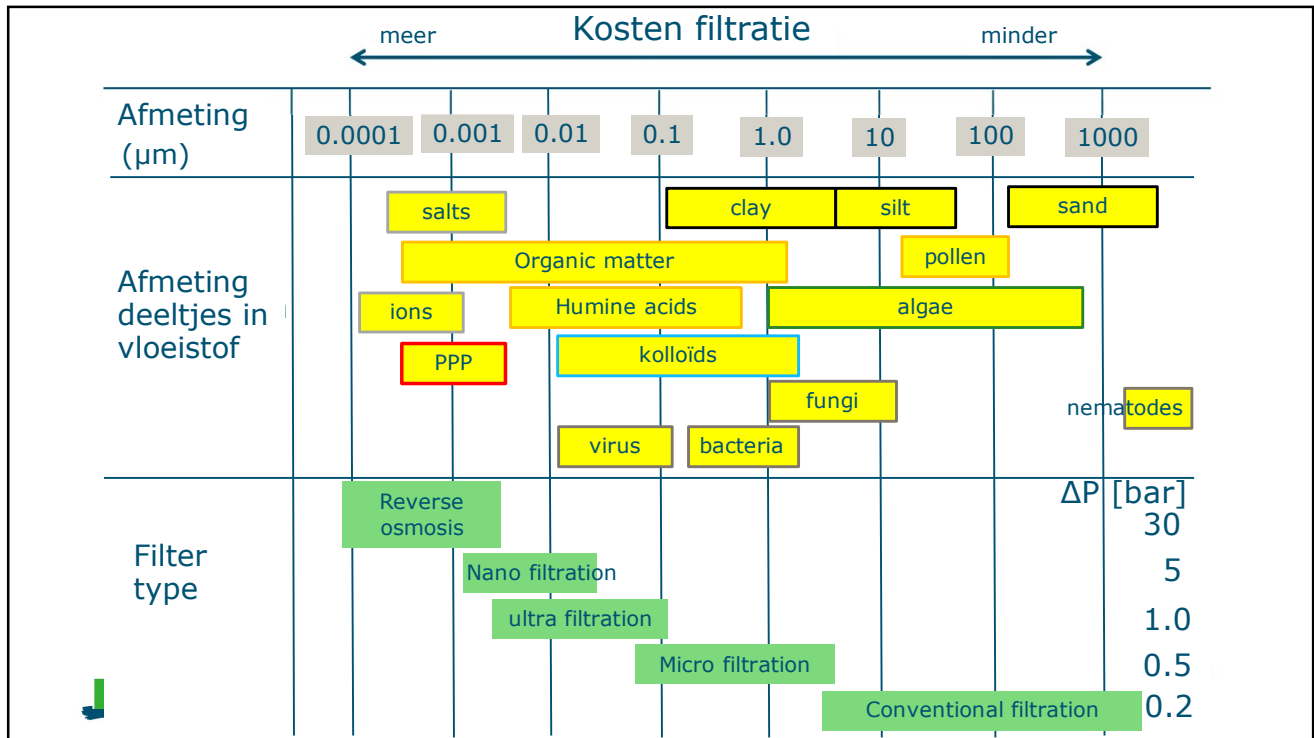 Kosten filtratie
meer
minder
Afmeting
(µm)
0.0001
0.001
0.01
0.1
1.0
10
100
1000
Afmeting
deeltjes in
vloeistof
salts
clay
silt
sand
Organic matter
pollen
ions
Humine acids
algae
PPP
kolloïds
fungi
nematodes
virus
bacteria
Filter
type
ΔP [bar]
Reverse
osmosis
30
Nano filtration
5
ultra filtration
1.0
Micro filtration
0.5
Conventional filtration
0.2